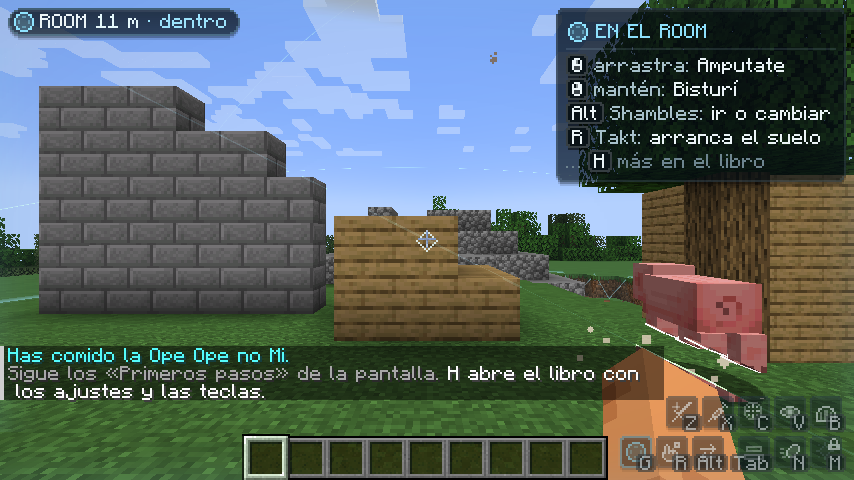 ROOM 11 m · dentro
EN EL ROOM
arrastra: Amputate
mantén: Bisturí
Alt Shambles: ir o cambiar
R Takt: arranca el suelo
... H más en el libro
Has comido la Ope Ope no Mi.
Sigue los «Primeros pasos» de la pantalla. H abre el libro con
los ajustes y las teclas.
Z X C V B
G R Alt Tab N M